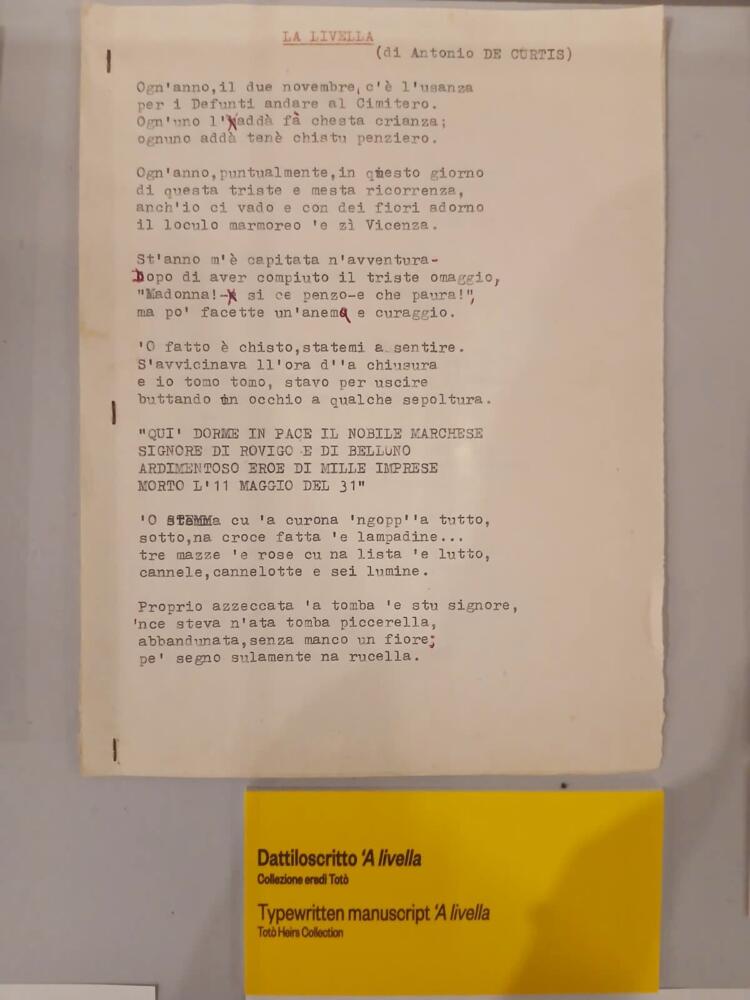 LA LIVELLA
(di Antonio DE CURTIS)
Ogn'anno,il due novembre, c'è l'usanza
per i Defunti andare al Cimitero.
Ogn'uno l'addà fà chesta crianza;
ognuno addà tenè chistu penziero.
Ogn'anno,puntualmente,in questo giorno
di questa triste e mesta ricorrenza,
anch'io ci vado e con dei fiori adorno
il loculo marmoreo 'e zì Vicenza.
St'anno m'è capitata n'avventura-
Dopo di aver compiuto il triste omaggio,
"Madonna!- si ce penzo-e che paura!",
ma po' facette un'anema e curaggio.
'O fatto è chisto,statemi a sentire.
S'avvicinava ll'ora d''a chiusura
e io tomo tomo, stavo per uscire
buttando un occhio a qualche sepoltura.
"QUI' DORME IN PACE IL NOBILE MARCHESE
SIGNORE DI ROVIGO E DI BELLUNO
ARDIMENTOSO EROE DI MILLE IMPRESE
MORTO L'11 MAGGIO DEL 31"
'O STEMMa cu 'a curona 'ngopp''a tutto,
sotto,na croce fatta 'e lampadine...
tre mazze 'e rose cu na lista 'e lutto,
cannele,cannelotte e sei lumine.
Proprio azzeccata 'a tomba 'e stu signore,
'nce steva n'ata tomba piccerella,
abbandunata,senza manco un fiore;
pe' segno sulamente na rucella.
Dattiloscritto 'A livella
Collezione eredi Totò
Typewritten manuscript 'A livella
Totò Heirs Collection